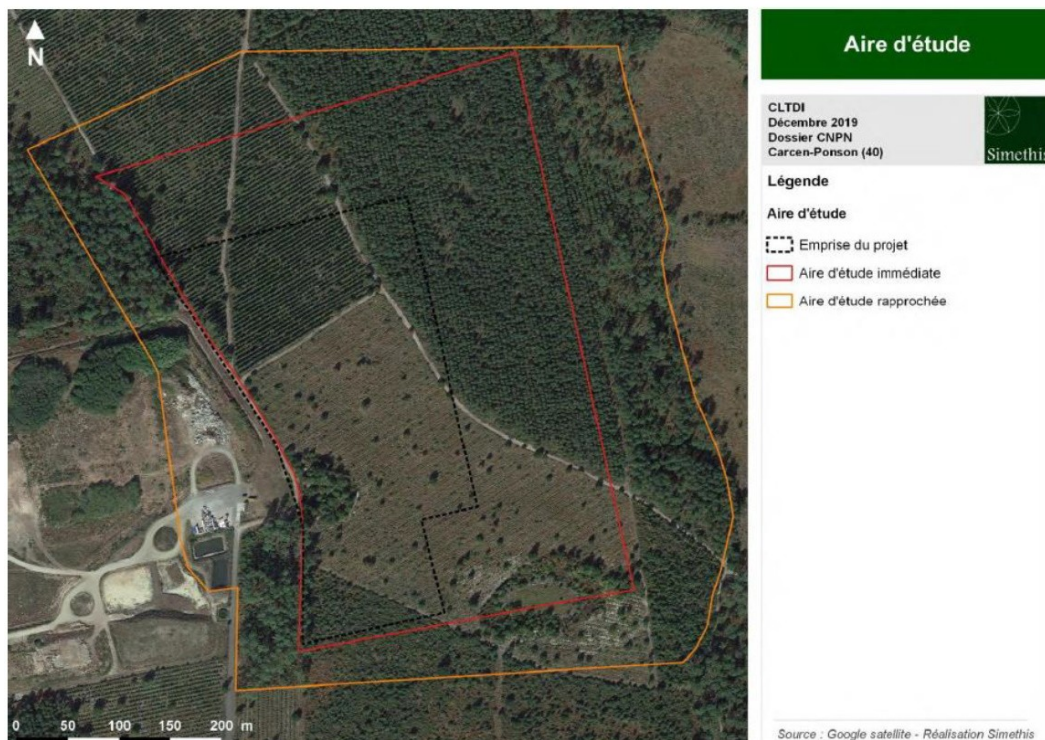 N
0 50 100 150 200 m
Aire d'étude
CLTDI
Décembre 2019
Dossier CNPN
Carcen-Ponson (40)
Simethis
Légende
Aire d'étude
Emprise du projet
Aire d'étude immédiate
Aire d'étude rapprochée
Source : Google satellite - Réalisation Simethis